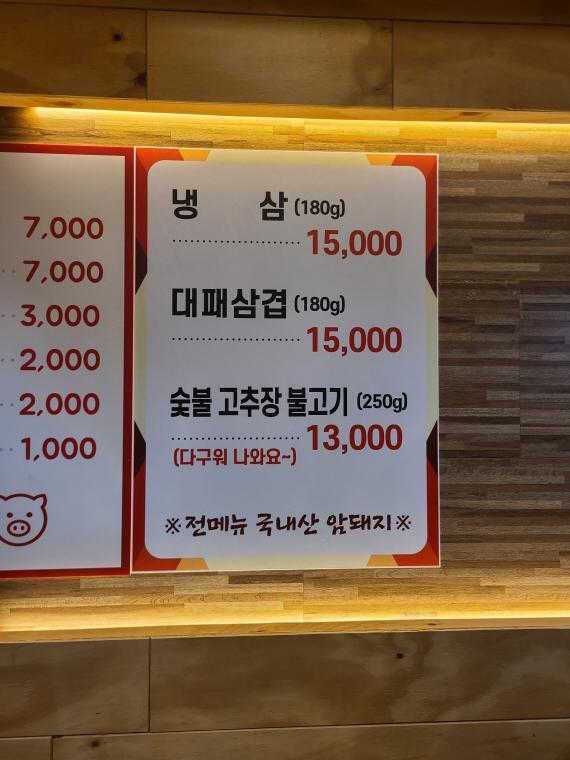 7,000
7,000
3,000
2,000
2,000
1,000
냉 삼 (180g)
15,000
대패삼겹 (180g)
15,000
숯불 고추장 불고기 (250g)
13,000
(다구워 나와요~)
※전메뉴 국내산 암돼지※